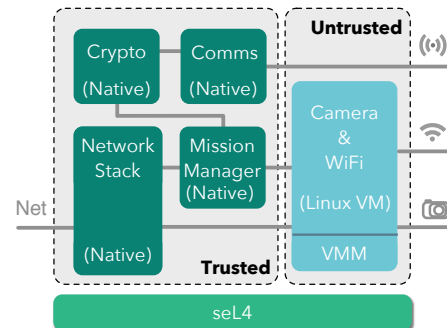 Untrusted
Crypto
(Native)
Comms
(Native)
Network
Stack
(Native)
Mission
Manager
(Native)
Camera
&
WiFi
(Linux VM)
VMM
Net
Trusted
seL4